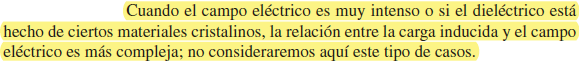 Cuando el campo eléctrico es muy intenso o si el dieléctrico está
hecho de ciertos materiales cristalinos, la relación entre la carga inducida y el campo
eléctrico es más compleja; no consideraremos aquí este tipo de casos.